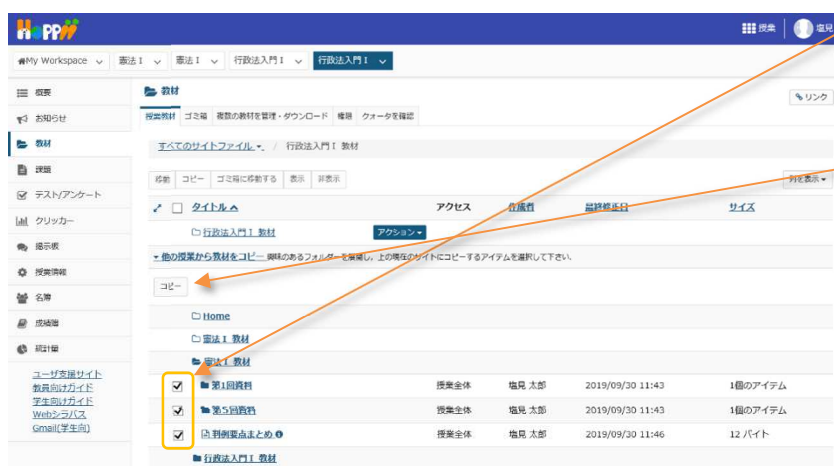 Hoppii
授業 塩見
My Workspace 憲法 I 憲法 I 行政法入門 I 行政法入門 I
概要
お知らせ
教材
課題
テスト/アンケート
クリッカー
掲示板
授業情報
名簿
成績簿
統計量
ユーザ支援サイト
教員向けガイド
学生向けガイド
Webシラバス
Gmail(学生向)
教材
リンク
授業教材 ゴミ箱 複数の教材を管理・ダウンロード 権限 クォータを確認
すべてのサイトファイル / 行政法入門 I 教材
移動 コピー ゴミ箱に移動する 表示 非表示
列を表示
タイトル アクセス 作成者 最終修正日 サイズ
行政法入門 I 教材 アクション
他の授業から教材をコピー 興味のあるフォルダーを展開し、上の現在のサイトにコピーするアイテムを選択して下さい。
コピー
Home
憲法 I 教材
憲法 I 教材
第1回資料 授業全体 塩見 太郎 2019/09/30 11:43 1個のアイテム
第5回資料 授業全体 塩見 太郎 2019/09/30 11:43 1個のアイテム
判例要点まとめ 授業全体 塩見 太郎 2019/09/30 11:46 12 バイト
行政法入門 I 教材